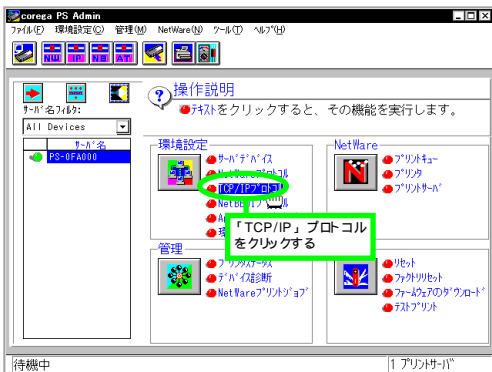 corega PS Admin
ファイル(F) 環境設定(C) 管理(M) NetWare(N) ツール(T) ヘルプ(H)
NW IP NB AT
操作説明
テキストをクリックすると、その機能を実行します。
サーバ名フィルタ:
All Devices
サーバ名
PS-0FA000
環境設定
サーバデバイス
NetWareプロトコル
TCP/IPプロトコル
NetBEUIプロトコル
「TCP/IP」プロトコル
をクリックする
NetWare
プリントキュー
プリンタ
プリントサーバ
管理
プリンタステータス
デバイス診断
NetWareプリントジョブ
リセット
ファクトリリセット
ファームウェアのダウンロード
テストプリント
待機中
1 プリントサーバ